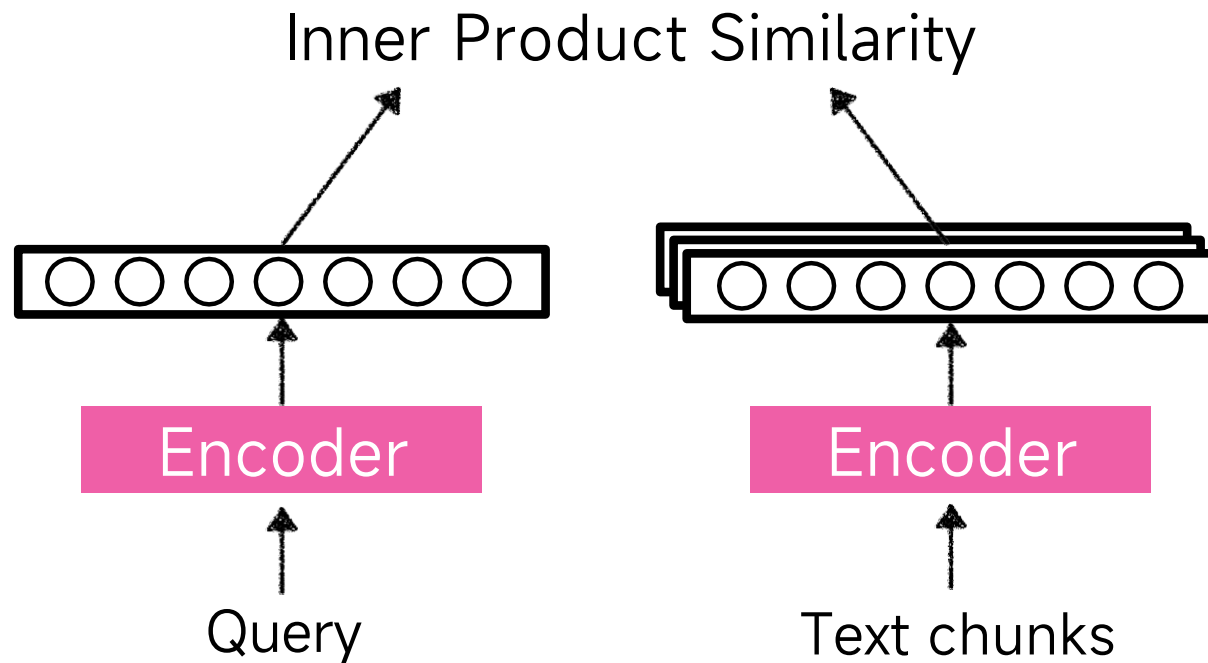 Inner Product Similarity
Encoder
Encoder
Query
Text chunks